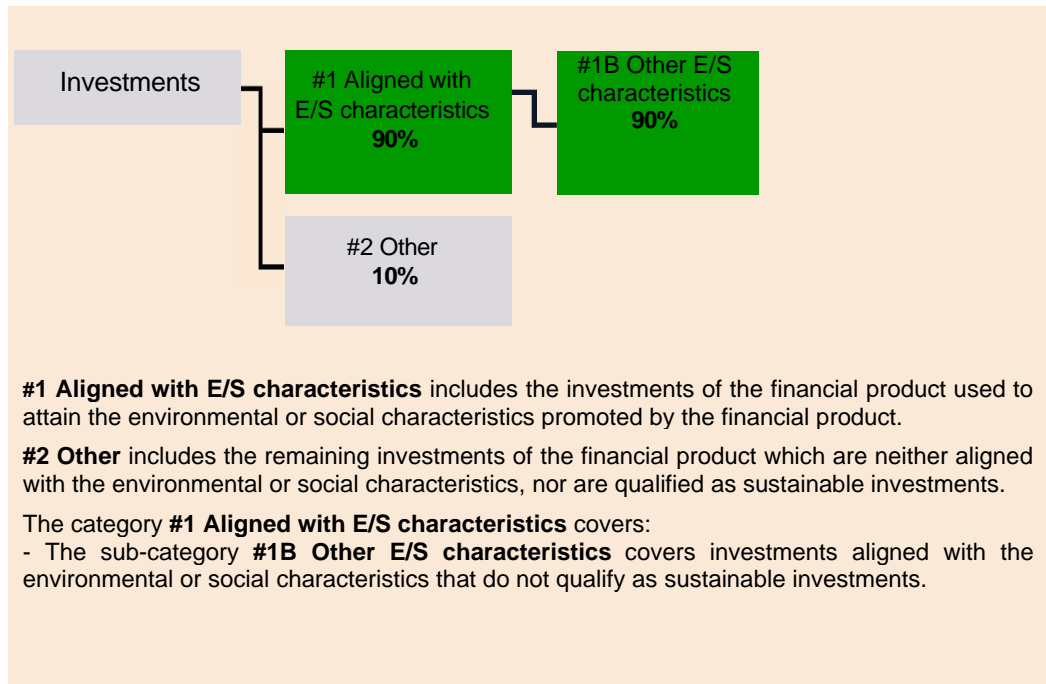 Investments
#1 Aligned with
E/S characteristics
90%
#1B Other E/S
characteristics
90%
#2 Other
10%
#1 Aligned with E/S characteristics includes the investments of the financial product used to
attain the environmental or social characteristics promoted by the financial product.
#2 Other includes the remaining investments of the financial product which are neither aligned
with the environmental or social characteristics, nor are qualified as sustainable investments.
The category #1 Aligned with E/S characteristics covers:
- The sub-category #1B Other E/S characteristics covers investments aligned with the
environmental or social characteristics that do not qualify as sustainable investments.